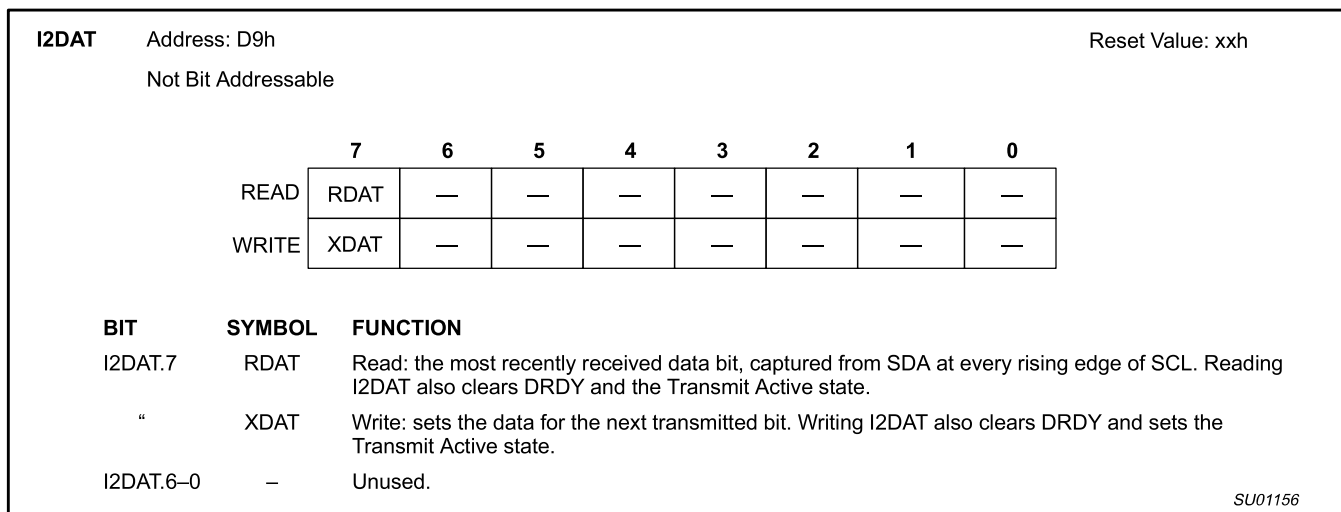 I2DAT Address: D9h Reset Value: xxh
Not Bit Addressable
7 6 5 4 3 2 1 0
READ RDAT — — — — — — —
WRITE XDAT — — — — — — —
BIT SYMBOL FUNCTION
I2DAT.7 RDAT Read: the most recently received data bit, captured from SDA at every rising edge of SCL. Reading
I2DAT also clears DRDY and the Transmit Active state.
“ XDAT Write: sets the data for the next transmitted bit. Writing I2DAT also clears DRDY and sets the
Transmit Active state.
I2DAT.6–0 – Unused.
SU01156